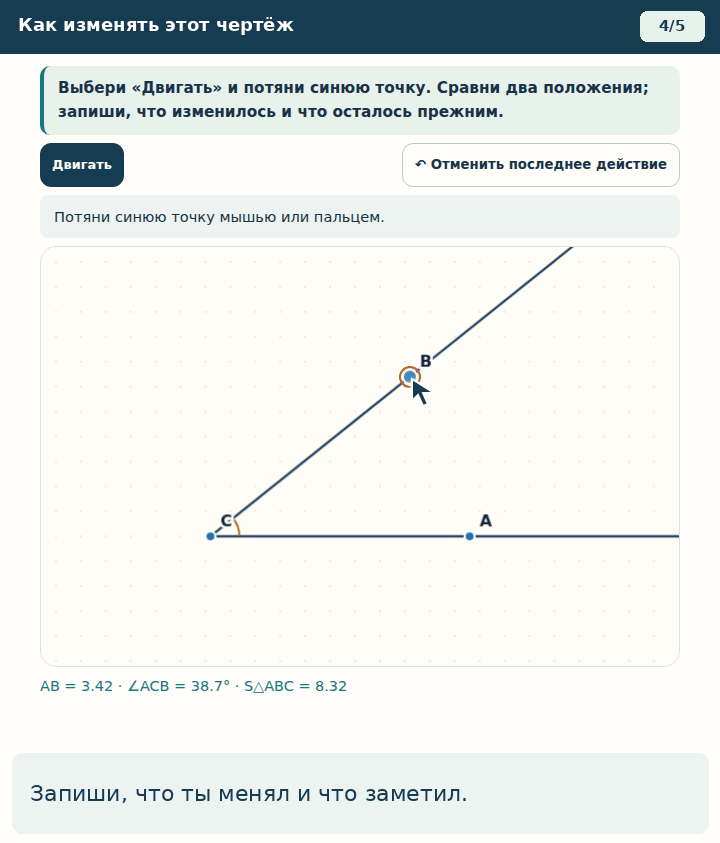 Как изменять этот чертёж
4/5
Выбери «Двигать» и потяни синюю точку. Сравни два положения;
запиши, что изменилось и что осталось прежним.
Двигать
↶ Отменить последнее действие
Потяни синюю точку мышью или пальцем.
B
C
A
AB = 3.42 · ∠ACB = 38.7° · S△ABC = 8.32
Запиши, что ты менял и что заметил.